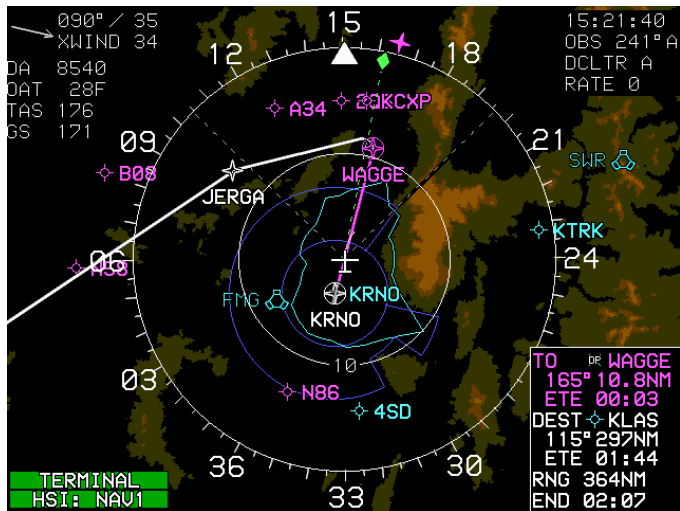 090°/ 35
XWIND 34
DA 8540
OAT 28F
TAS 176
GS 171
15:21:40
OBS 241°A
DCLTR A
RATE 0
15
12
18
A34
KCXP
09
21
B08
WAGGE
SWR
JERGA
KTRK
06
24
FMG
KRNO
KRNO
10
03
27
N86
4SD
36
30
33
TO DP WAGGE
165° 10.8NM
ETE 00:03
DEST KLAS
115° 297NM
ETE 01:44
RNG 364NM
END 02:07
TERMINAL
HSI: NAV1